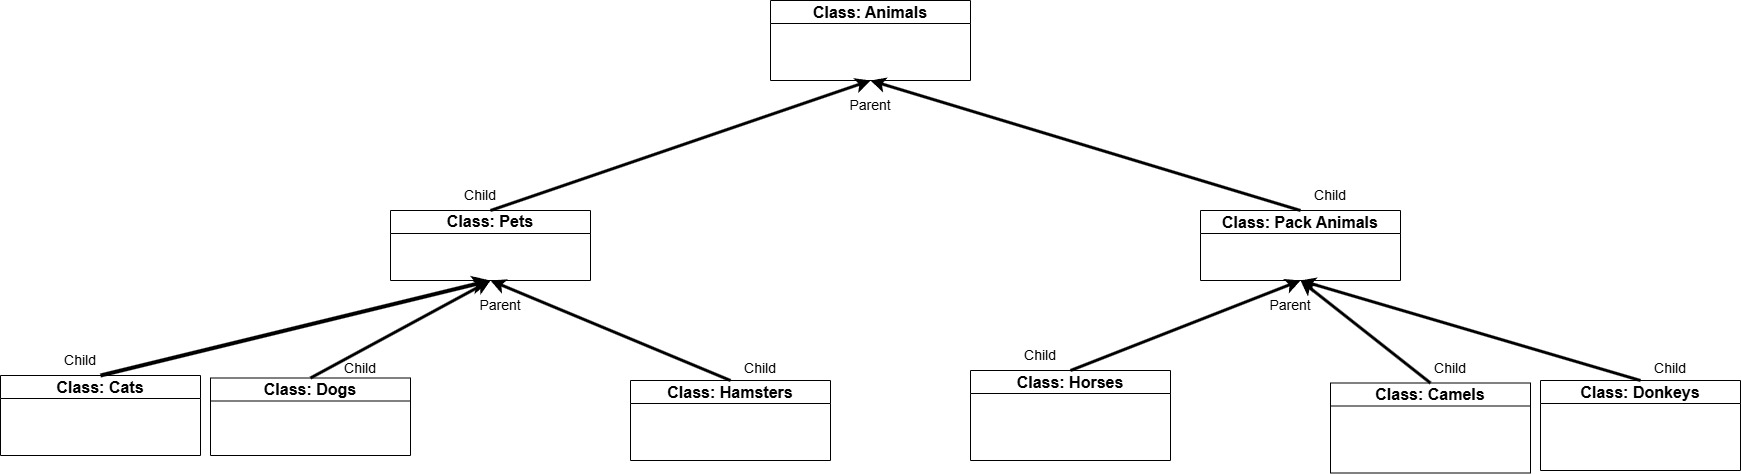 Class: Animals
Parent
Child
Child
Class: Pets
Class: Pack Animals
Parent
Parent
Child
Child
Child
Child
Child
Child
Class: Cats
Class: Dogs
Class: Hamsters
Class: Horses
Class: Camels
Class: Donkeys